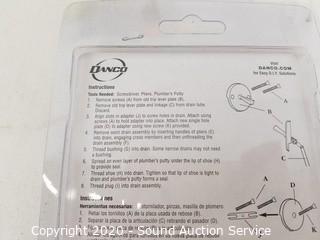 DANCO
Visit
DANCO.COM
for Easy D.I.Y. Solutions
Instructions
Tools Needed: Screwdriver, Pliers, Plumber's Putty
1. Remove screws (A) from old trip lever plate (B).
2. Remove old trip lever plate and linkage (C) from drain tube.
Discard.
3. Align slots in adapter (J) to screw holes in drain. Attach using
screws (A) to hold adapter into place. Attach new single hole
plate (D) to adapter using new screw (K) provided.
4. Remove worn drain assembly by inserting handles of pliers
into drain, engaging cross members and then unthreading
the drain.
5. Thread bushing (G) into drain. Some narrow drains may not need
a bushing.
6. Spread an even layer of plumber's putty under the lip of shoe (H)
to provide seal.
7. Thread shoe (H) into drain. Tighten so that lip of shoe is tight to
drain and plumber's putty forms a seal.
8. Thread plug (I) into drain assembly.
Instrucciones
Herramientas necesarias: destornillador, pinzas, masilla de plomero
1. Retire los tornillos (A) de la placa usada de rebose (B).
2. Separe la placa de la articulación (C) retirando el pasador (D).
A
B
C
A
D
K
Copyright 2020 - Southern Star Auction